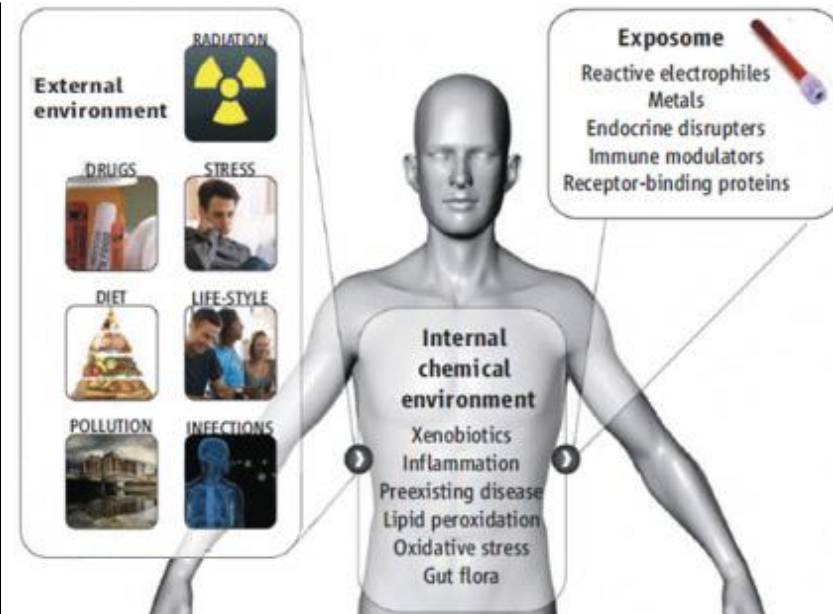 RADIATION
External
environment
DRUGS
STRESS
DIET
LIFE-STYLE
POLLUTION
INFECTIONS
Internal
chemical
environment
Xenobiotics
Inflammation
Preexisting disease
Lipid peroxidation
Oxidative stress
Gut flora
Exposome
Reactive electrophiles
Metals
Endocrine disrupters
Immune modulators
Receptor-binding proteins